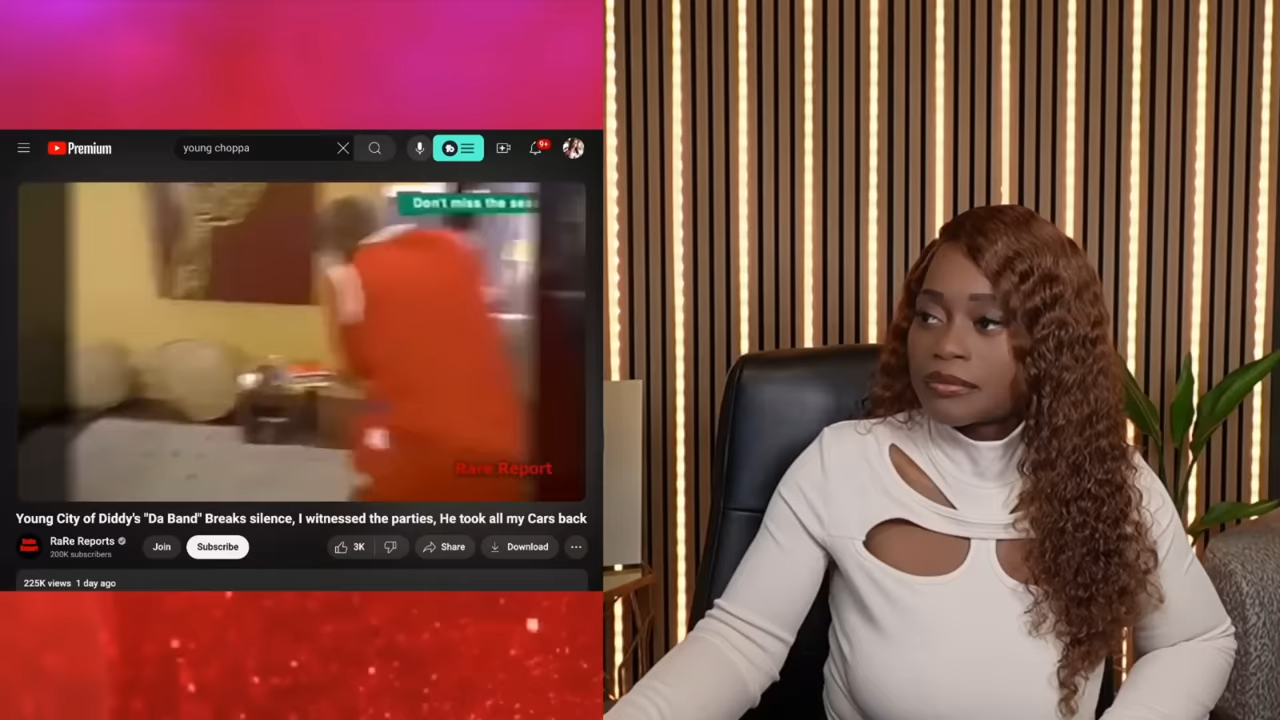 Premium
young choppa
9+
Don't miss the
Rare Report
Young City of Diddy's "Da Band" Breaks silence, I witnessed the parties, He took all my Cars back
RaRe Reports
200K subscribers
Join
Subscribe
3K
Share
Download
225K views 1 day ago